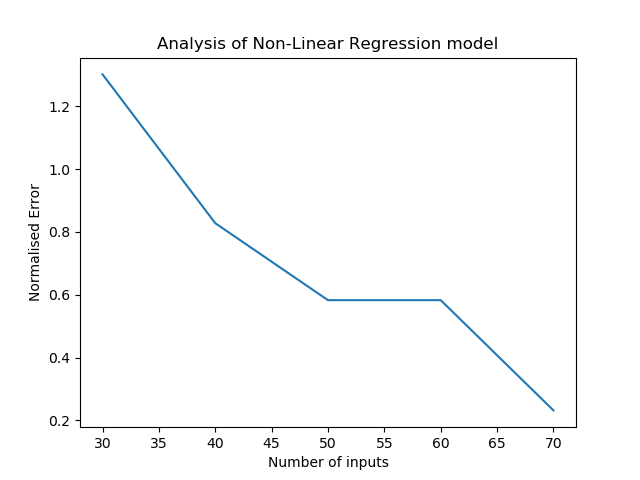 Analysis of Non-Linear Regression model
1.2
1.0
0.8
0.6
0.4
0.2
Normalised Error
30 35 40 45 50 55 60 65 70
Number of inputs